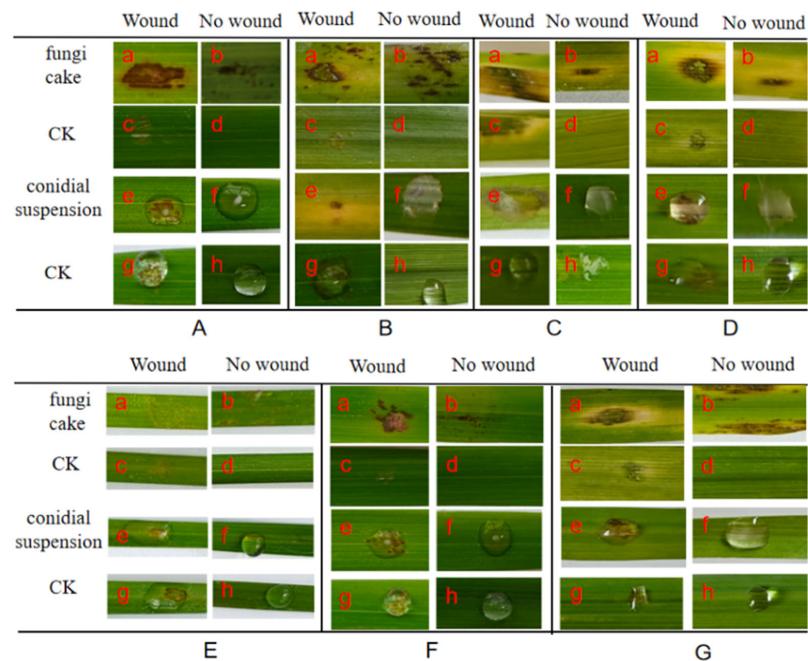 Wound No wound Wound No wound Wound No wound Wound No wound
fungi a b a b a b a b
cake
CK c d c d c d c d
conidial e f e f e f e f
suspension
CK g h g h g h g h
A B C D
Wound No wound Wound No wound Wound No wound
fungi a b a b a b
cake
CK c d c d c d
conidial
suspension e f e f e f
CK g h g h g h
E F G